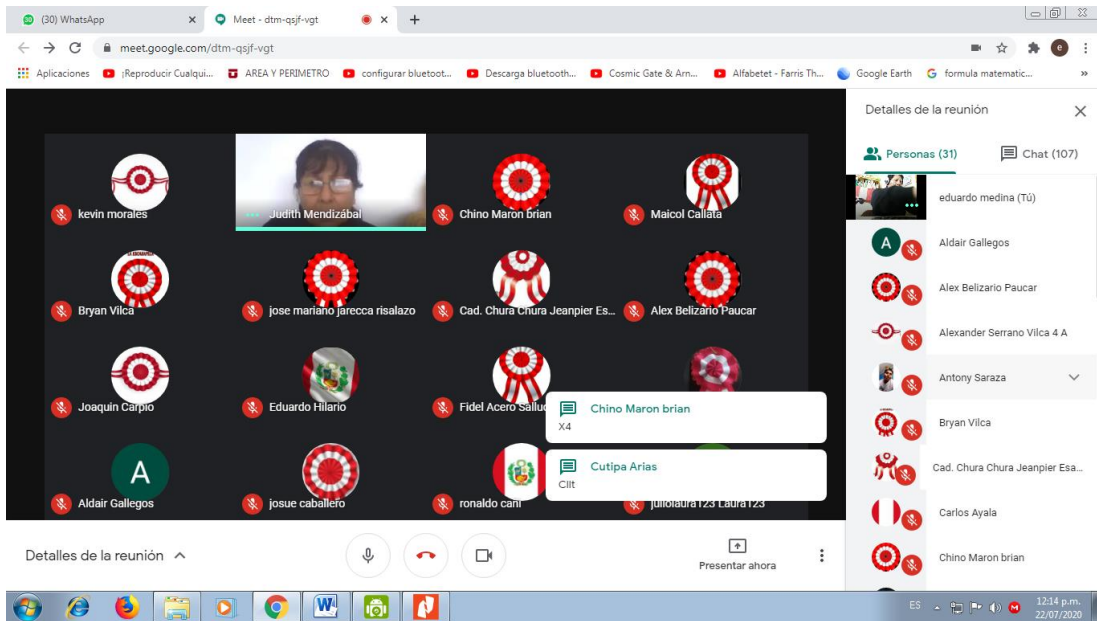 (30) WhatsApp
Meet - dtm-qsjf-vgt
meet.google.com/dtm-qsjf-vgt
Aplicaciones
¡Reproducir Cualqui...
AREA Y PERIMETRO
configurar bluetoot...
Descarga bluetooth...
Cosmic Gate & Arn...
Alfabetet - Farris Th...
Google Earth
formula matematic...
Detalles de la reunión
Personas (31)
Chat (107)
kevin morales
Judith Mendizábal
Chino Maron brian
Maicol Callata
Bryan Vilca
jose mariano jarecca risalazo
Cad. Chura Chura Jeanpier Es...
Alex Belizario Paucar
Joaquin Carpio
Eduardo Hilario
Fidel Acero
A
Aldair Gallegos
josue caballero
ronaldo cani
juliolaura123 Laura123
Chino Maron brian
X4
Cutipa Arias
Cllt
eduardo medina (Tú)
A
Aldair Gallegos
Alex Belizario Paucar
Alexander Serrano Vilca 4 A
Antony Saraza
Bryan Vilca
Cad. Chura Chura Jeanpier Esa...
Carlos Ayala
Chino Maron brian
Detalles de la reunión
Presentar ahora
ES
12:14 p.m.
22/07/2020